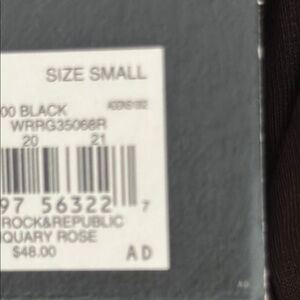 SIZE SMALL
00 BLACK
WRRG35068R
20 21
97 56322 7
ROCK&REPUBLIC
QUARY ROSE
$48.00 AD